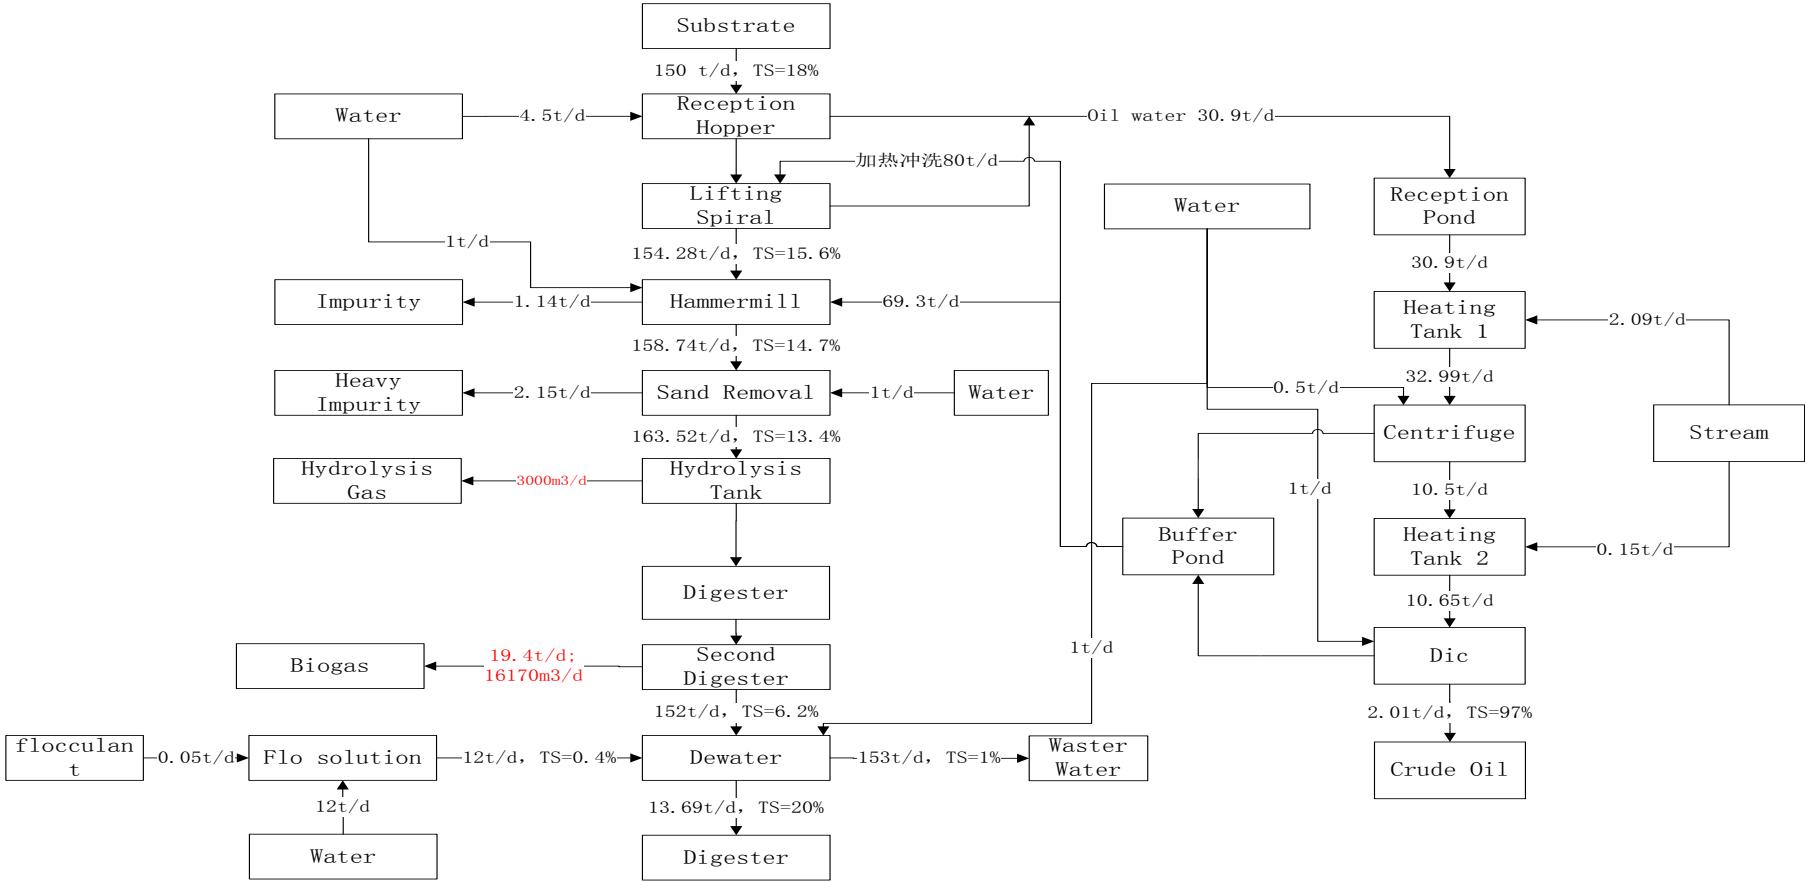 Substrate
150 t/d，TS=18%
Water
4.5t/d
Reception
Hopper
Oil water 30.9t/d
加热冲洗80t/d
Lifting
Spiral
Water
Reception
Pond
1t/d
154.28t/d，TS=15.6%
30.9t/d
Impurity
1.14t/d
Hammermill
69.3t/d
Heating
Tank 1
2.09t/d
158.74t/d，TS=14.7%
32.99t/d
Heavy
Impurity
2.15t/d
Sand Removal
1t/d
Water
0.5t/d
163.52t/d，TS=13.4%
Centrifuge
Stream
Hydrolysis
Gas
3000m3/d
Hydrolysis
Tank
1t/d
10.5t/d
Buffer
Pond
Heating
Tank 2
0.15t/d
Digester
10.65t/d
1t/d
Biogas
19.4t/d;
16170m3/d
Second
Digester
Dic
152t/d，TS=6.2%
2.01t/d，TS=97%
flocculan
t
0.05t/d
Flo solution
12t/d，TS=0.4%
Dewater
153t/d，TS=1%
Waster
Water
Crude Oil
12t/d
13.69t/d，TS=20%
Water
Digester